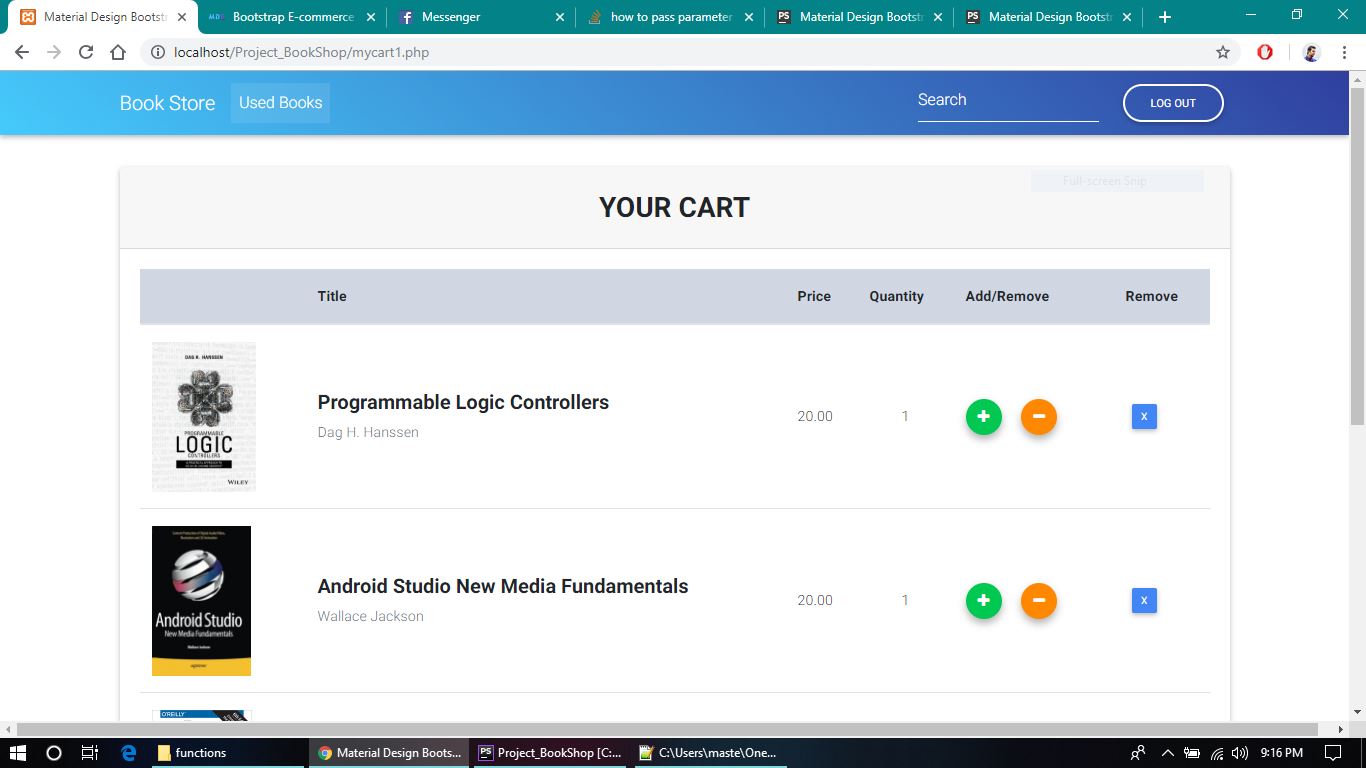 Material Design Bootstr
Bootstrap E-commerce
Messenger
how to pass parameter
Material Design Bootstr
Material Design Bootstr
localhost/Project_BookShop/mycart1.php
Book Store
Used Books
Search
LOG OUT
Full-screen Snip
YOUR CART
Title
Price
Quantity
Add/Remove
Remove
DAG H. HANSSEN
PROGRAMMABLE
LOGIC
CONTROLLERS
WILEY
Programmable Logic Controllers
Dag H. Hanssen
20.00
1
x
Android Studio
New Media Fundamentals
Wallace Jackson
apress
Android Studio New Media Fundamentals
Wallace Jackson
20.00
1
x
O'REILLY
functions
Material Design Boots...
Project_BookShop [C:...
C:\Users\maste\One...
9:16 PM